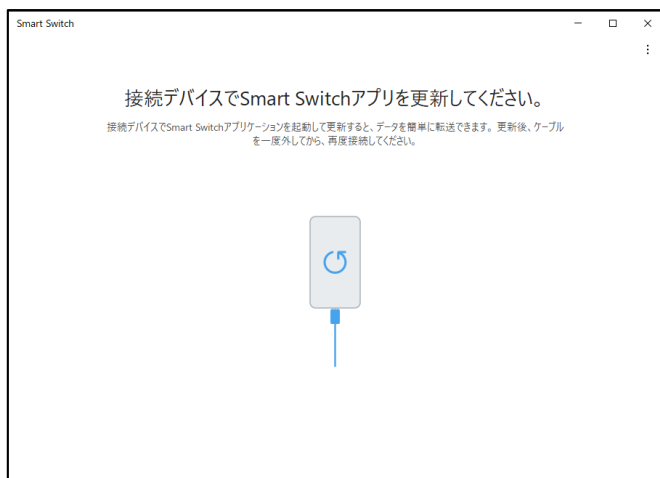 Smart Switch
接続デバイスでSmart Switchアプリを更新してください。
接続デバイスでSmart Switchアプリケーションを起動して更新すると、データを簡単に転送できます。更新後、ケーブル
を一度外してから、再度接続してください。